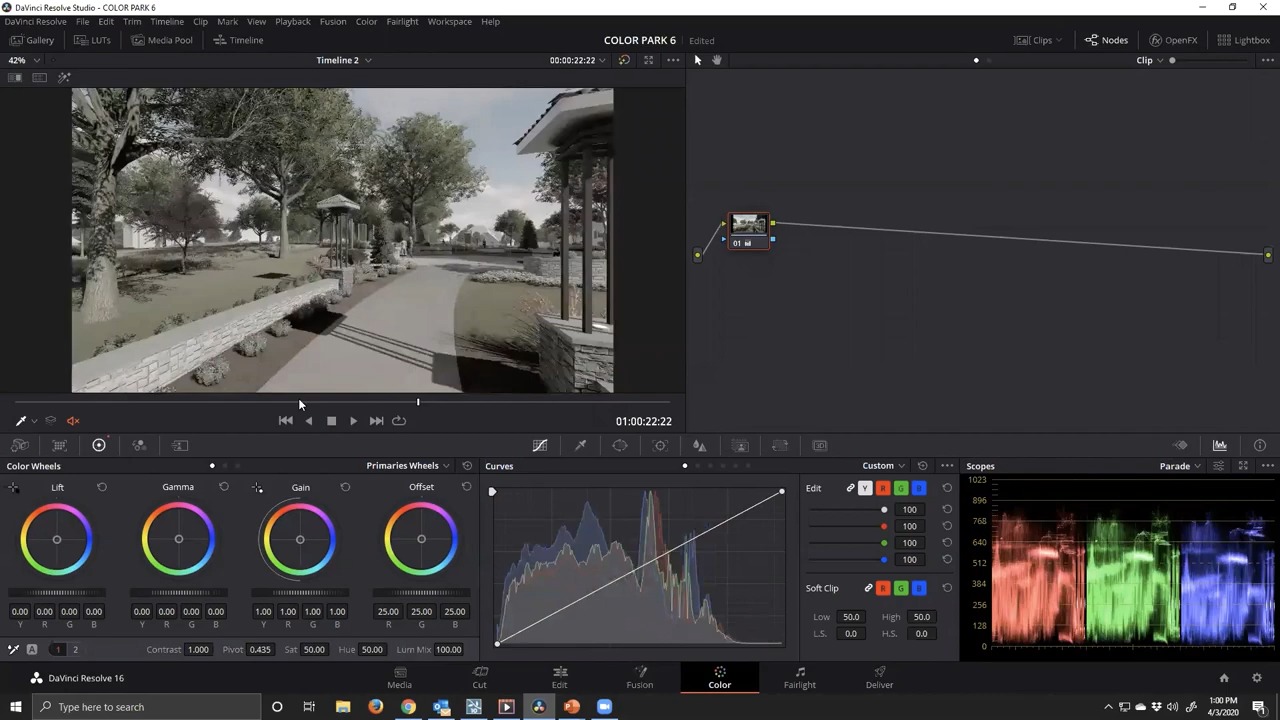 DaVinci Resolve Studio - COLOR PARK 6
DaVinci Resolve File Edit Trim Timeline Clip Mark View Playback Fusion Color Fairlight Workspace Help
Gallery LUTs Media Pool Timeline COLOR PARK 6 Edited Clips Nodes OpenFX Lightbox
42% Timeline 2 00:00:22:22 Clip
01
01:00:22:22
Color Wheels Primaries Wheels Curves Custom Scopes Parade
Lift Gamma Gain Offset
0.00 0.00 0.00 0.00 0.00 0.00 0.00 0.00 1.00 1.00 1.00 1.00 25.00 25.00 25.00
Y R G B Y R G B Y R G B R G B
A 1 2 Contrast 1.000 Pivot 0.435 Sat 50.00 Hue 50.00 Lum Mix 100.00
Edit Y R G B
100
100
100
100
Soft Clip R G B
Low 50.0 High 50.0
L.S. 0.0 H.S. 0.0
1023
896
768
640
512
384
256
128
0
DaVinci Resolve 16 Media Cut Edit Fusion Color Fairlight Deliver
Type here to search
1:00 PM
4/3/2020